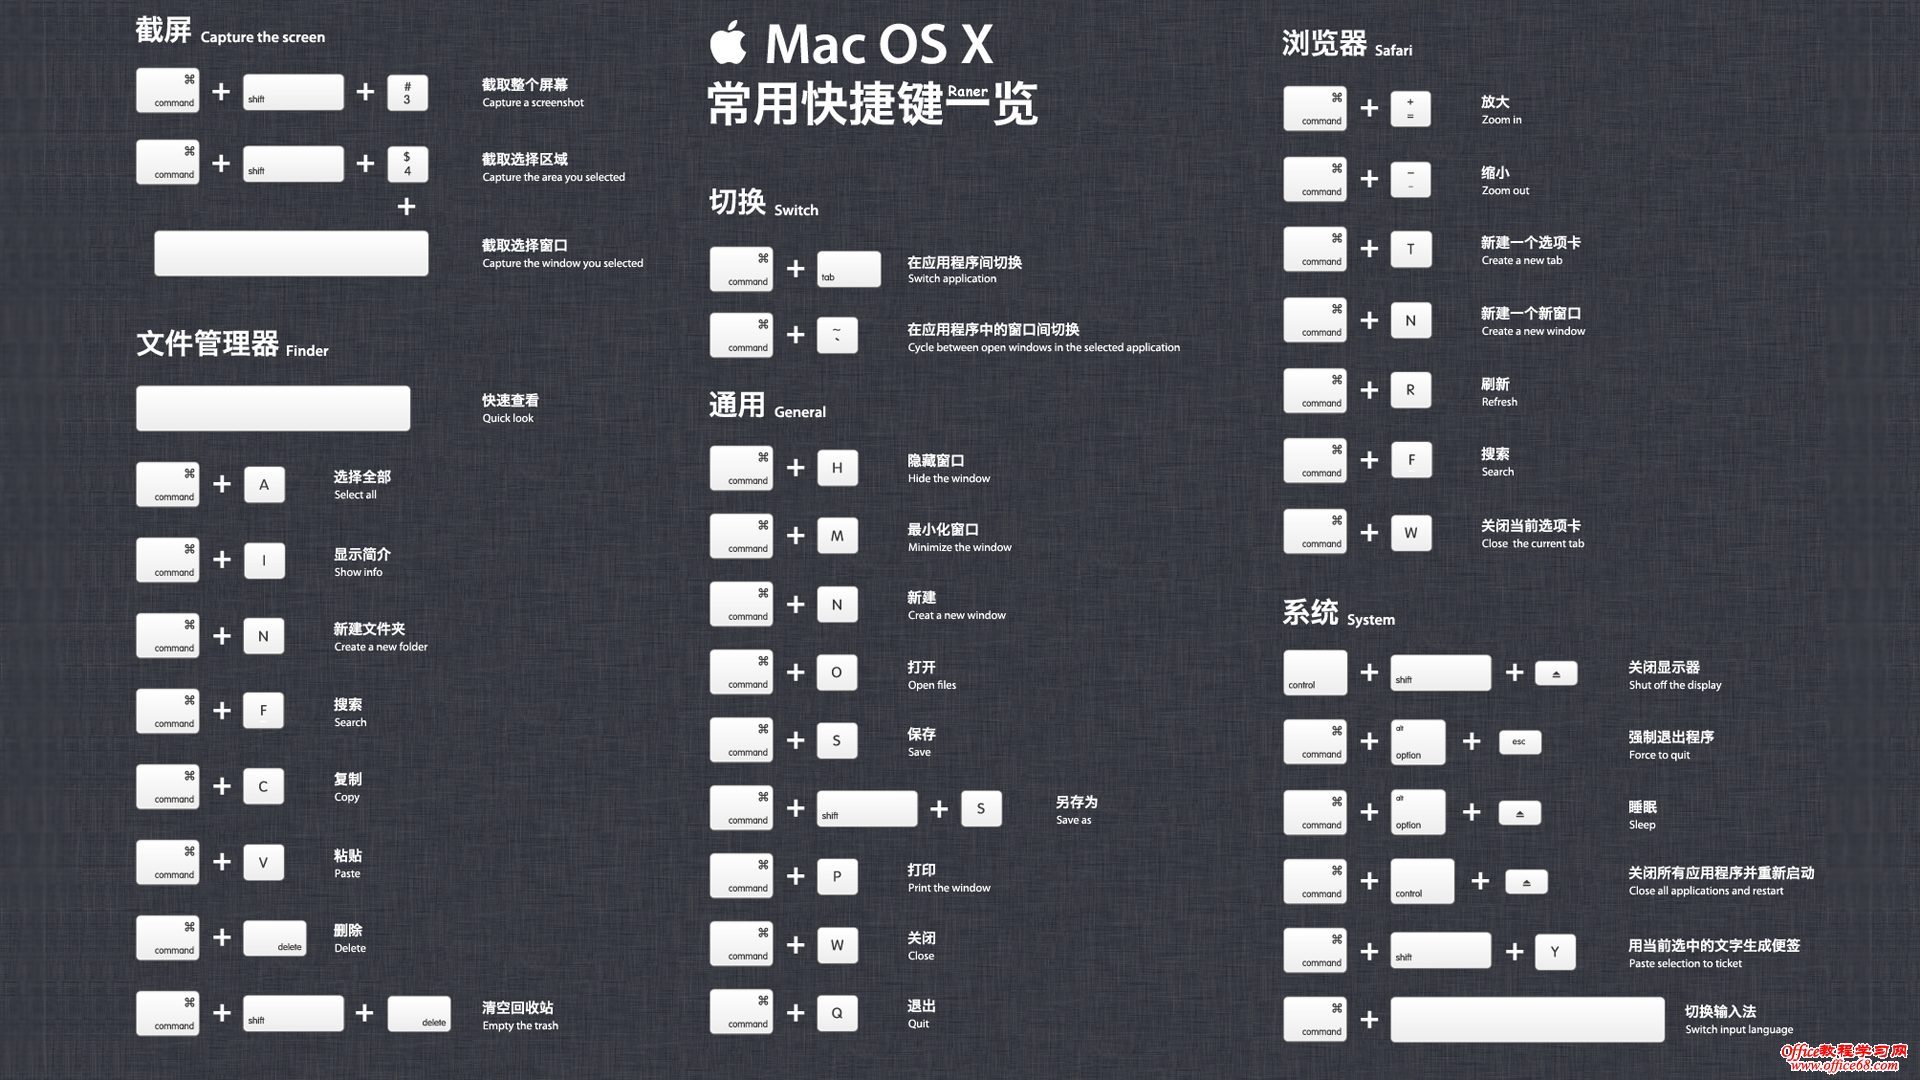 截屏 Capture the screen
⌘ command + shift + # 3 截取整个屏幕
Capture a screenshot
⌘ command + shift + $ 4 截取选择区域
Capture the area you selected
+
截取选择窗口
Capture the window you selected
文件管理器 Finder
快速查看
Quick look
⌘ command + A 选择全部
Select all
⌘ command + I 显示简介
Show info
⌘ command + N 新建文件夹
Create a new folder
⌘ command + F 搜索
Search
⌘ command + C 复制
Copy
⌘ command + V 粘贴
Paste
⌘ command + delete 删除
Delete
⌘ command + shift + delete 清空回收站
Empty the trash
Mac OS X
常用快捷键一览
Raner
切换 Switch
⌘ command + tab 在应用程序间切换
Switch application
⌘ command + ~ ` 在应用程序中的窗口间切换
Cycle between open windows in the selected application
通用 General
⌘ command + H 隐藏窗口
Hide the window
⌘ command + M 最小化窗口
Minimize the window
⌘ command + N 新建
Creat a new window
⌘ command + O 打开
Open files
⌘ command + S 保存
Save
⌘ command + shift + S 另存为
Save as
⌘ command + P 打印
Print the window
⌘ command + W 关闭
Close
⌘ command + Q 退出
Quit
浏览器 Safari
⌘ command + + = 放大
Zoom in
⌘ command + — - 缩小
Zoom out
⌘ command + T 新建一个选项卡
Create a new tab
⌘ command + N 新建一个新窗口
Create a new window
⌘ command + R 刷新
Refresh
⌘ command + F 搜索
Search
⌘ command + W 关闭当前选项卡
Close the current tab
系统 System
control + shift + ⏏ 关闭显示器
Shut off the display
⌘ command + alt option + esc 强制退出程序
Force to quit
⌘ command + alt option + ⏏ 睡眠
Sleep
⌘ command + control + ⏏ 关闭所有应用程序并重新启动
Close all applications and restart
⌘ command + shift + Y 用当前选中的文字生成便签
Paste selection to ticket
⌘ command + 切换输入法
Switch input language
Office教程学习网
www.office68.com